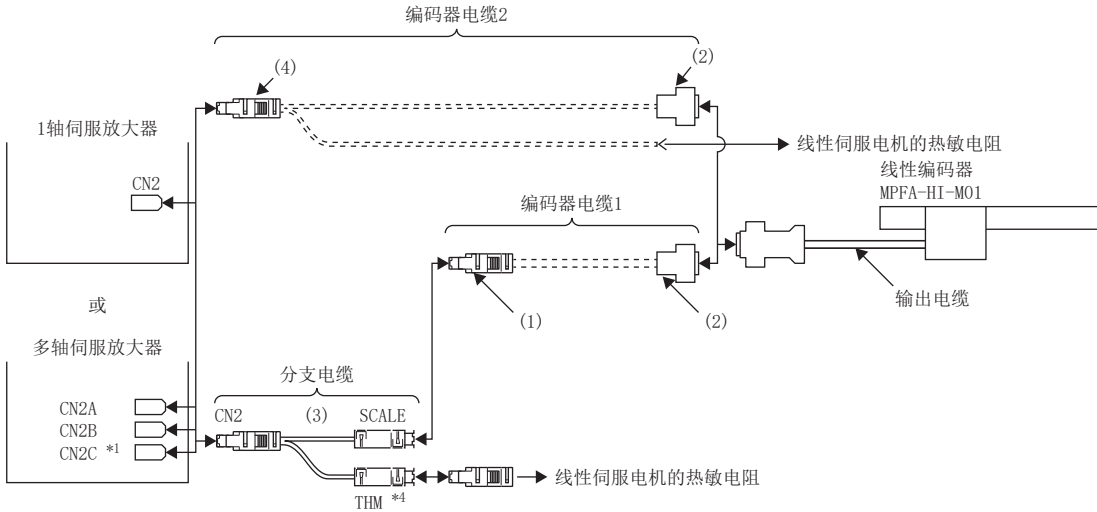 编码器电缆2
(4)
(2)
1轴伺服放大器
线性伺服电机的热敏电阻
线性编码器
MPFA-HI-M01
CN2
编码器电缆1
输出电缆
或
(1)
(2)
多轴伺服放大器
分支电缆
CN2
(3)
SCALE
CN2A
CN2B
CN2C *1
线性伺服电机的热敏电阻
THM *4